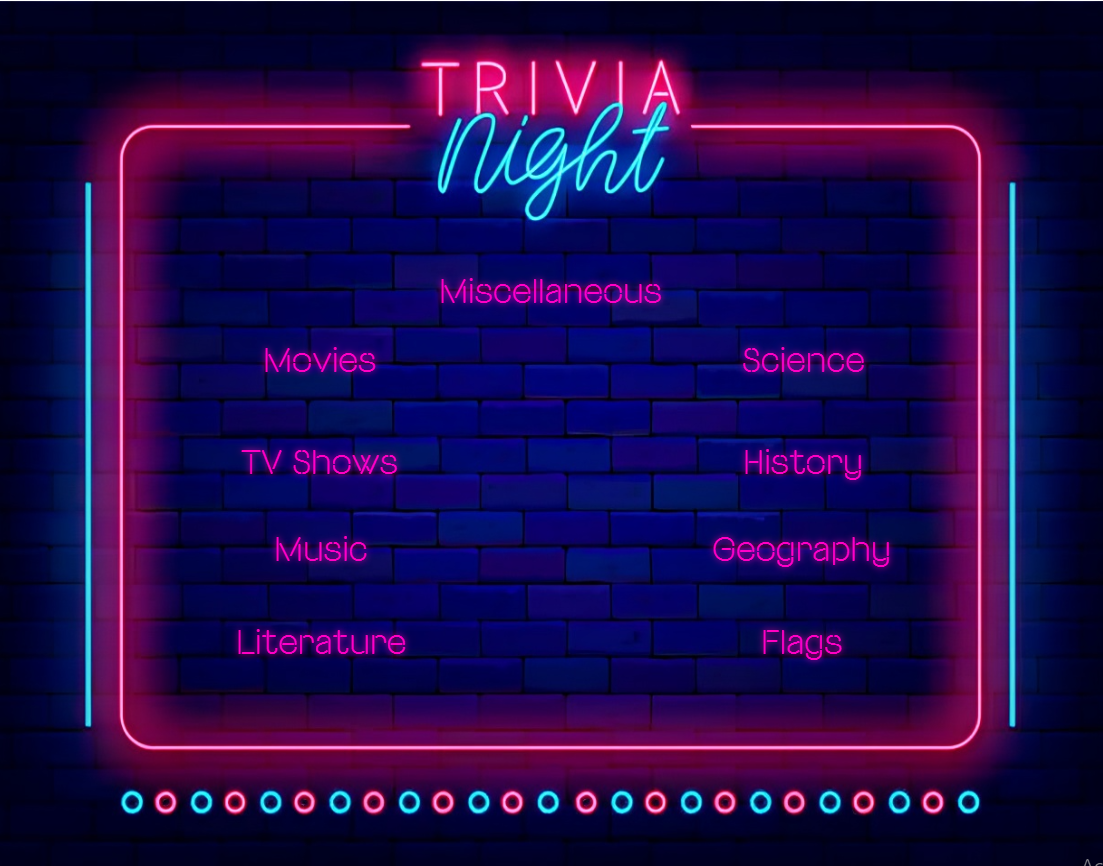 TRIVIA
Night
Miscellaneous
Movies
Science
TV Shows
History
Music
Geography
Literature
Flags